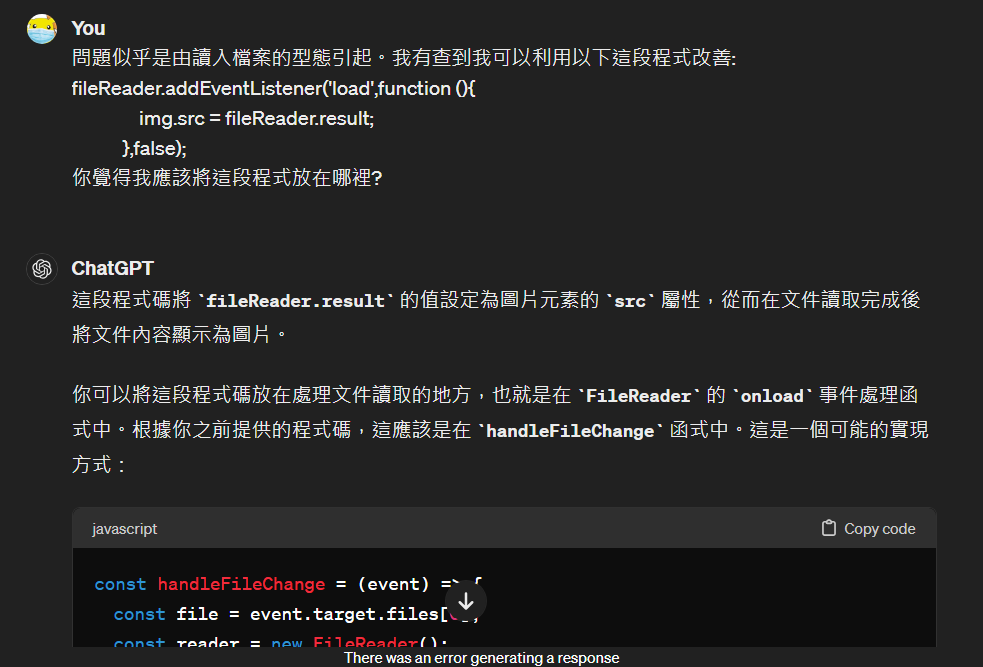 You
問題似乎是由讀入檔案的型態引起。我有查到我可以利用以下這段程式改善:
fileReader.addEventListener('load',function (){
img.src = fileReader.result;
},false);
你覺得我應該將這段程式放在哪裡?
ChatGPT
這段程式碼將 `fileReader.result` 的值設定為圖片元素的 `src` 屬性，從而在文件讀取完成後
將文件內容顯示為圖片。
你可以將這段程式碼放在處理文件讀取的地方，也就是在 `FileReader` 的 `onload` 事件處理函
式中。根據你之前提供的程式碼，這應該是在 `handleFileChange` 函式中。這是一個可能的實現
方式：
javascript
Copy code
const handleFileChange = (event) => {
const file = event.target.files[
const reader = new FileReader();
There was an error generating a response